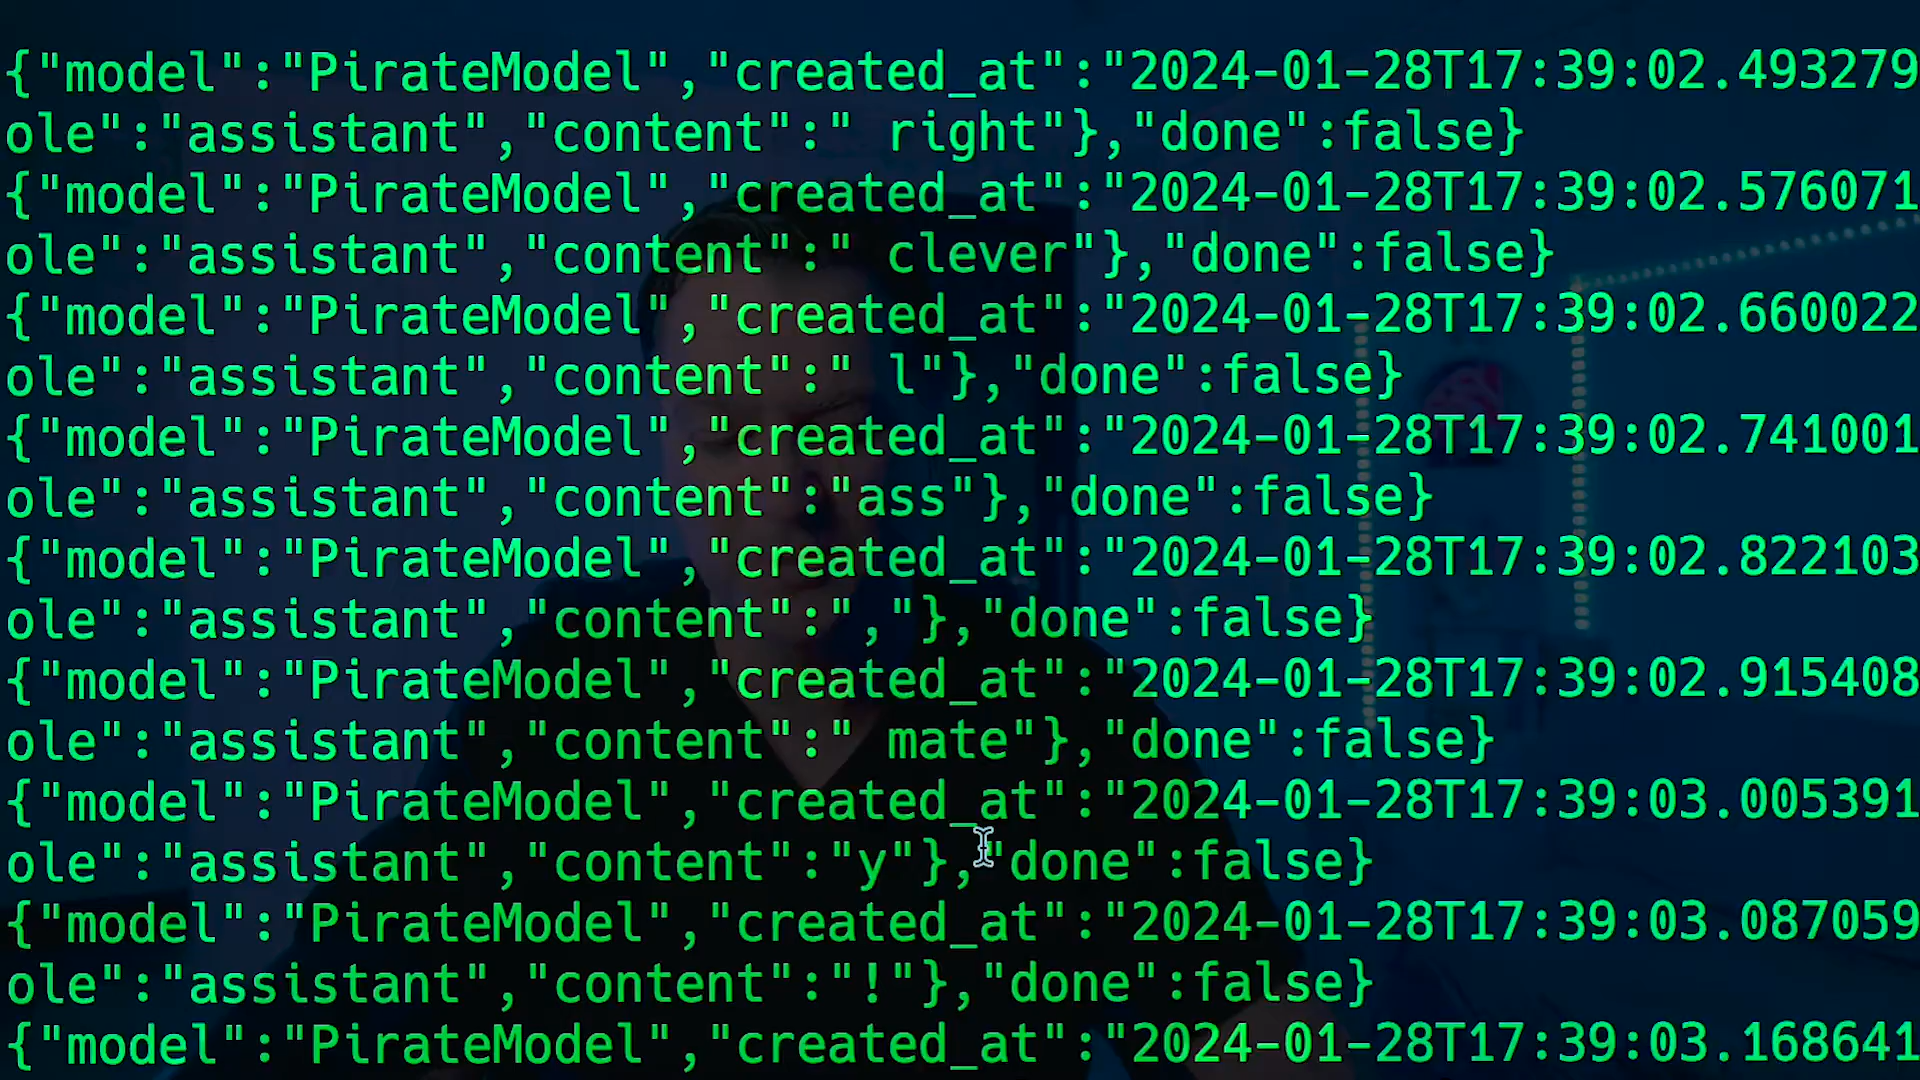 {"model":"PirateModel","created_at":"2024-01-28T17:39:02.493279
ole":"assistant","content":" right"},"done":false}
{"model":"PirateModel","created_at":"2024-01-28T17:39:02.576071
ole":"assistant","content":" clever"},"done":false}
{"model":"PirateModel","created_at":"2024-01-28T17:39:02.660022
ole":"assistant","content":" l"},"done":false}
{"model":"PirateModel","created_at":"2024-01-28T17:39:02.741001
ole":"assistant","content":"ass"},"done":false}
{"model":"PirateModel","created_at":"2024-01-28T17:39:02.822103
ole":"assistant","content":","},"done":false}
{"model":"PirateModel","created_at":"2024-01-28T17:39:02.915408
ole":"assistant","content":" mate"},"done":false}
{"model":"PirateModel","created_at":"2024-01-28T17:39:03.005391
ole":"assistant","content":"y"},"done":false}
{"model":"PirateModel","created_at":"2024-01-28T17:39:03.087059
ole":"assistant","content":"!"},"done":false}
{"model":"PirateModel","created_at":"2024-01-28T17:39:03.168641